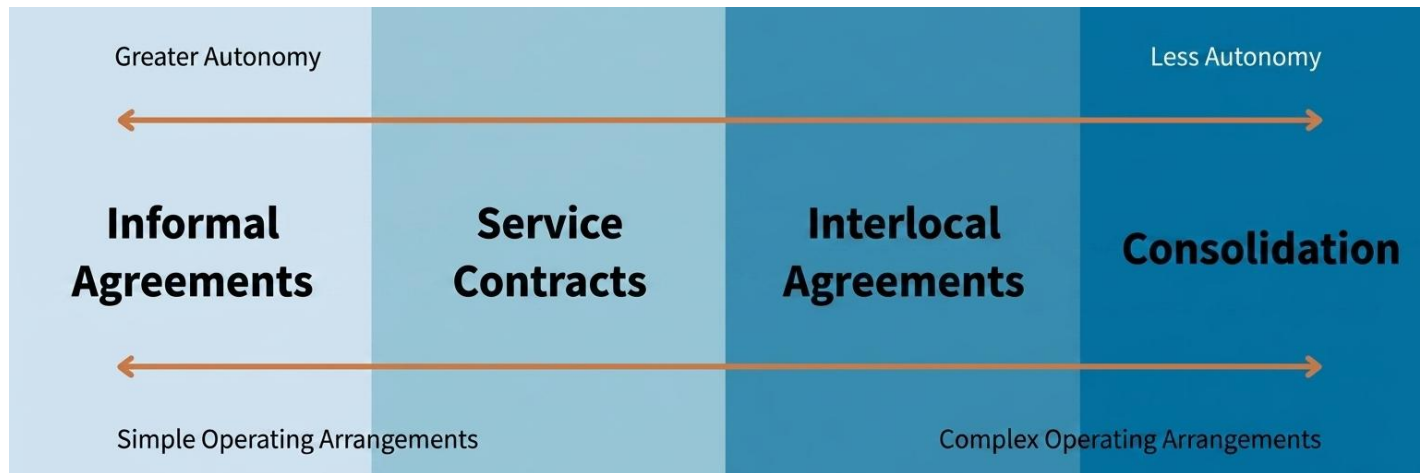 Greater Autonomy
Less Autonomy
Informal
Agreements
Service
Contracts
Interlocal
Agreements
Consolidation
Simple Operating Arrangements
Complex Operating Arrangements